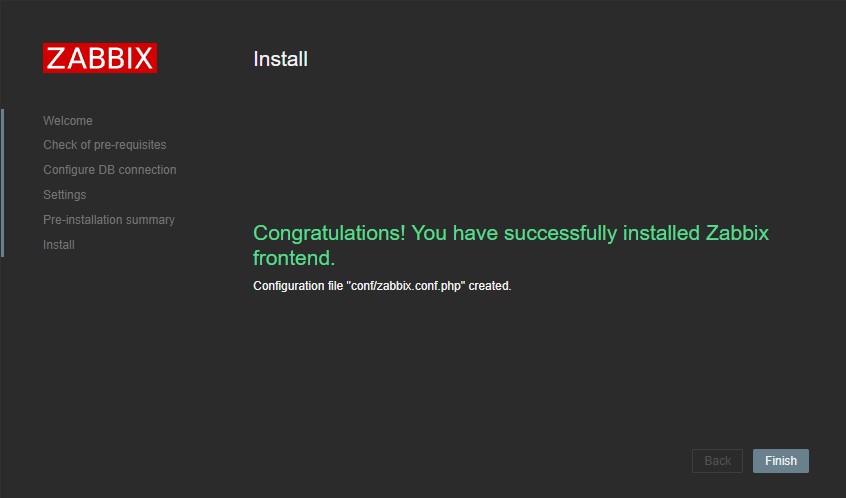 ZABBIX
Install
Welcome
Check of pre-requisites
Configure DB connection
Settings
Pre-installation summary
Install
Congratulations! You have successfully installed Zabbix
frontend.
Configuration file "conf/zabbix.conf.php" created.
Back
Finish